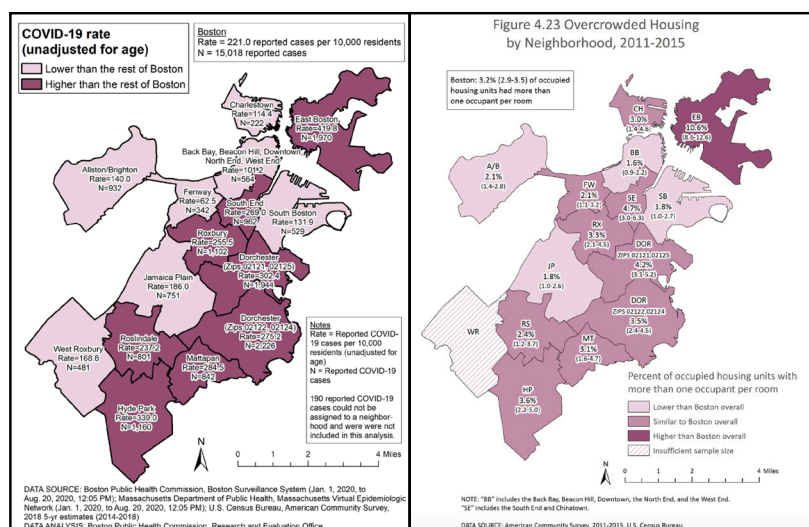 COVID-19 rate
(unadjusted for age)
Lower than the rest of Boston
Higher than the rest of Boston
Boston
Rate = 221.0 reported cases per 10,000
residents
N = 15,018 reported cases
Charlestown
Rate=114.4
N=222
East Boston
Rate=419.8
N=1,970
Back Bay, Beacon Hill, Downtown,
North End, West End
Rate=101.2
N=564
Allston/Brighton
Rate=140.0
N=932
Fenway
Rate=62.5
N=342
South End
Rate=269.0
N=962
South Boston
Rate=131.9
N=529
Roxbury
Rate=255.5
N=1,102
Dorchester
(Zips 02121, 02125)
Rate=302.4
N=1,944
Jamaica Plain
Rate=186.0
N=751
Dorchester
(Zips 02122, 02124)
Rate=275.2
N=2,226
West Roxbury
Rate=168.8
N=481
Roslindale
Rate=237.2
N=801
Mattapan
Rate=284.5
N=842
Hyde Park
Rate=339.0
N=1,160
Notes
Rate = Reported COVID-
19 cases per 10,000
residents (unadjusted for
age)
N = Reported COVID-19
cases
190 reported COVID-19
cases could not be
assigned to a neighbor-
hood and were were not
included in this analysis.
N
0 1 2 4 Miles
DATA SOURCE: Boston Public Health Commission, Boston Surveillance System (Jan. 1, 2020, to
Aug. 20, 2020, 12:05 PM); Massachusetts Department of Public Health, Massachusetts Virtual Epidemiologic
Network (Jan. 1, 2020, to Aug. 20, 2020, 12:05 PM); U.S. Census Bureau, American Community Survey,
2018 5-yr estimates (2014-2018)
DATA ANALYSIS: Boston Public Health Commission, Research and Evaluation Office
Figure 4.23 Overcrowded Housing
by Neighborhood, 2011-2015
Boston: 3.2% (2.9-3.5) of occupied
housing units had more than
one occupant per room
CH
3.0%
(1.4-4.6)
EB
10.6%
(8.6-12.6)
BB
1.6%
(0.9-2.2)
A/B
2.1%
(1.4-2.8)
FW
2.1%
(1.1-3.2)
SE
4.7%
(3.0-6.3)
SB
1.8%
(1.0-2.7)
RX
3.3%
(2.1-4.5)
DOR
ZIPS 02121, 02125
4.2%
(3.1-5.2)
JP
1.8%
(1.0-2.6)
DOR
ZIPS 02122, 02124
3.5%
(2.4-4.5)
WR
RS
2.4%
(1.2-3.7)
MT
3.1%
(1.6-4.7)
HP
3.6%
(2.2-5.0)
Percent of occupied housing units with
more than one occupant per room
Lower than Boston overall
Similar to Boston overall
Higher than Boston overall
Insufficient sample size
N
0 1 2 4 Miles
NOTE: "BB" includes the Back Bay, Beacon Hill, Downtown, the North End, and the West End.
"SE" includes the South End and Chinatown.
DATA SOURCE: American Community Survey, 2011-2015, U.S. Census Bureau